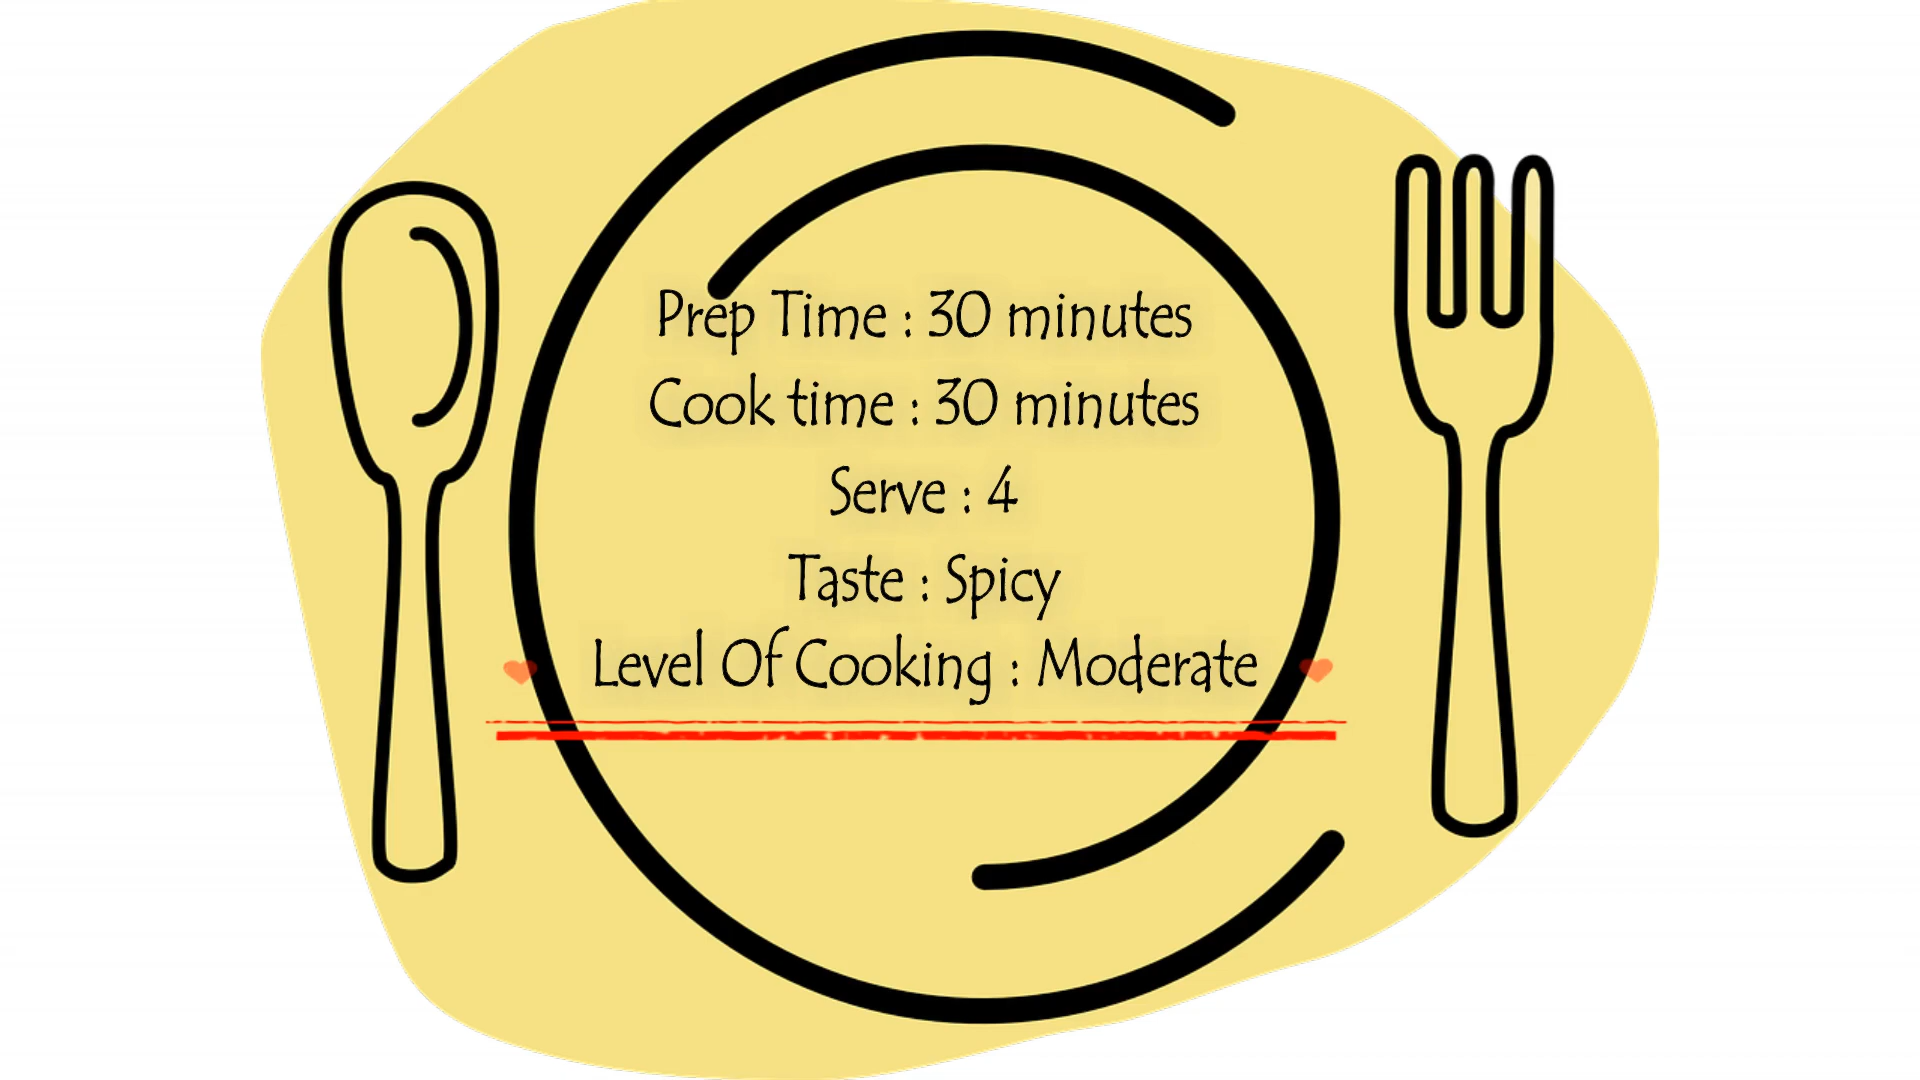 Prep Time : 30 minutes
Cook time : 30 minutes
Serve : 4
Taste : Spicy
Level Of Cooking : Moderate